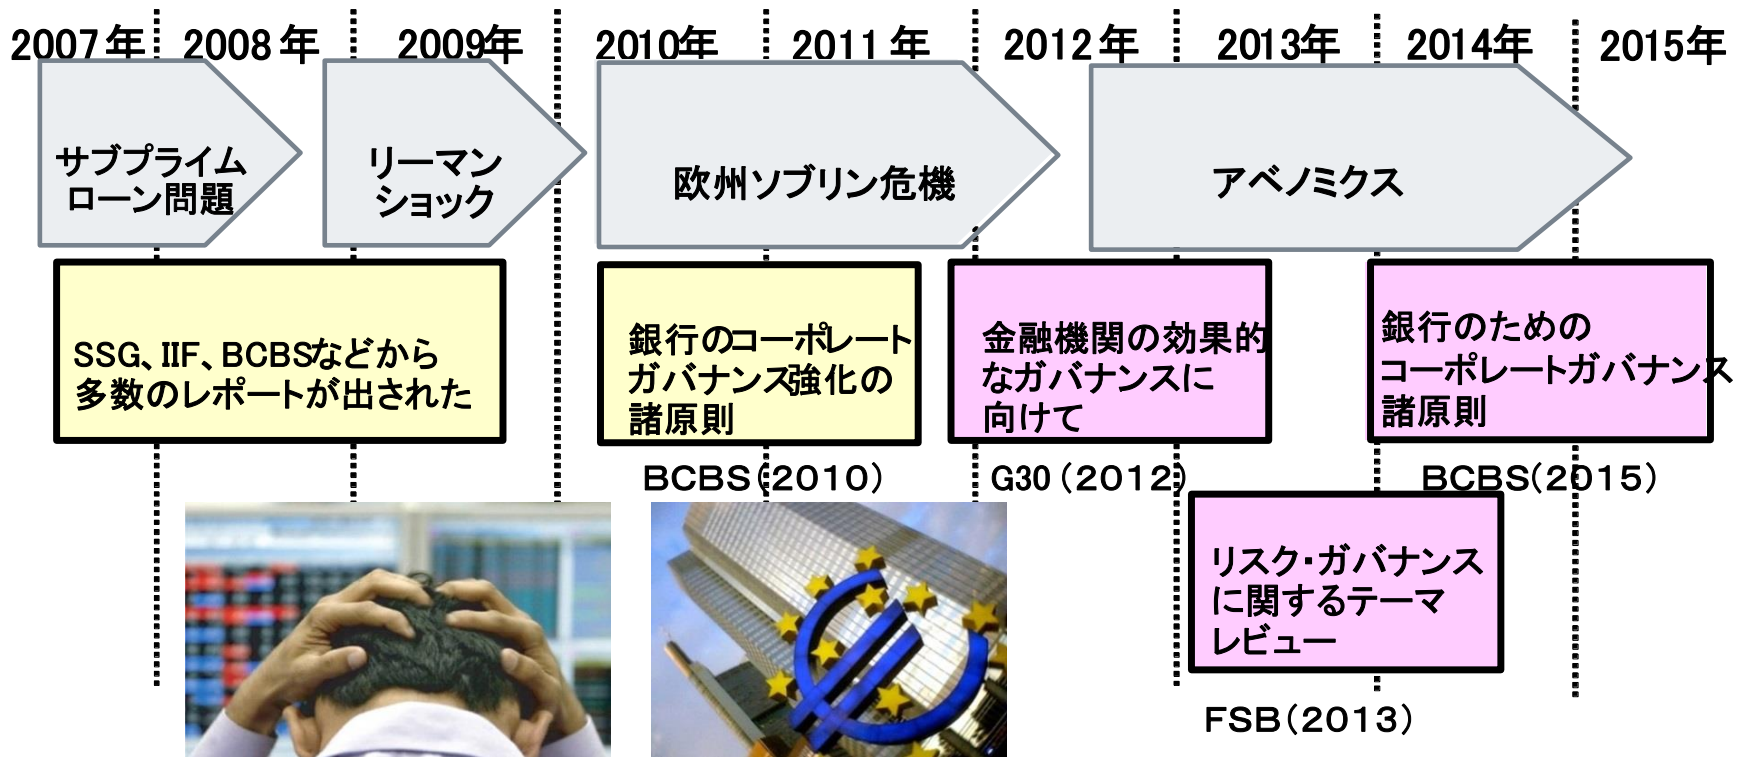 2007年 2008年 2009年 2010年 2011年 2012年 2013年 2014年 2015年
サブプライム
ローン問題
リーマン
ショック
欧州ソブリン危機
アベノミクス
SSG、IIF、BCBSなどから
多数のレポートが出された
銀行のコーポレート
ガバナンス強化の
諸原則
BCBS(2010)
金融機関の効果的
なガバナンスに
向けて
G30(2012)
銀行のための
コーポレートガバナンス
諸原則
BCBS(2015)
リスク・ガバナンス
に関するテーマ
レビュー
FSB(2013)